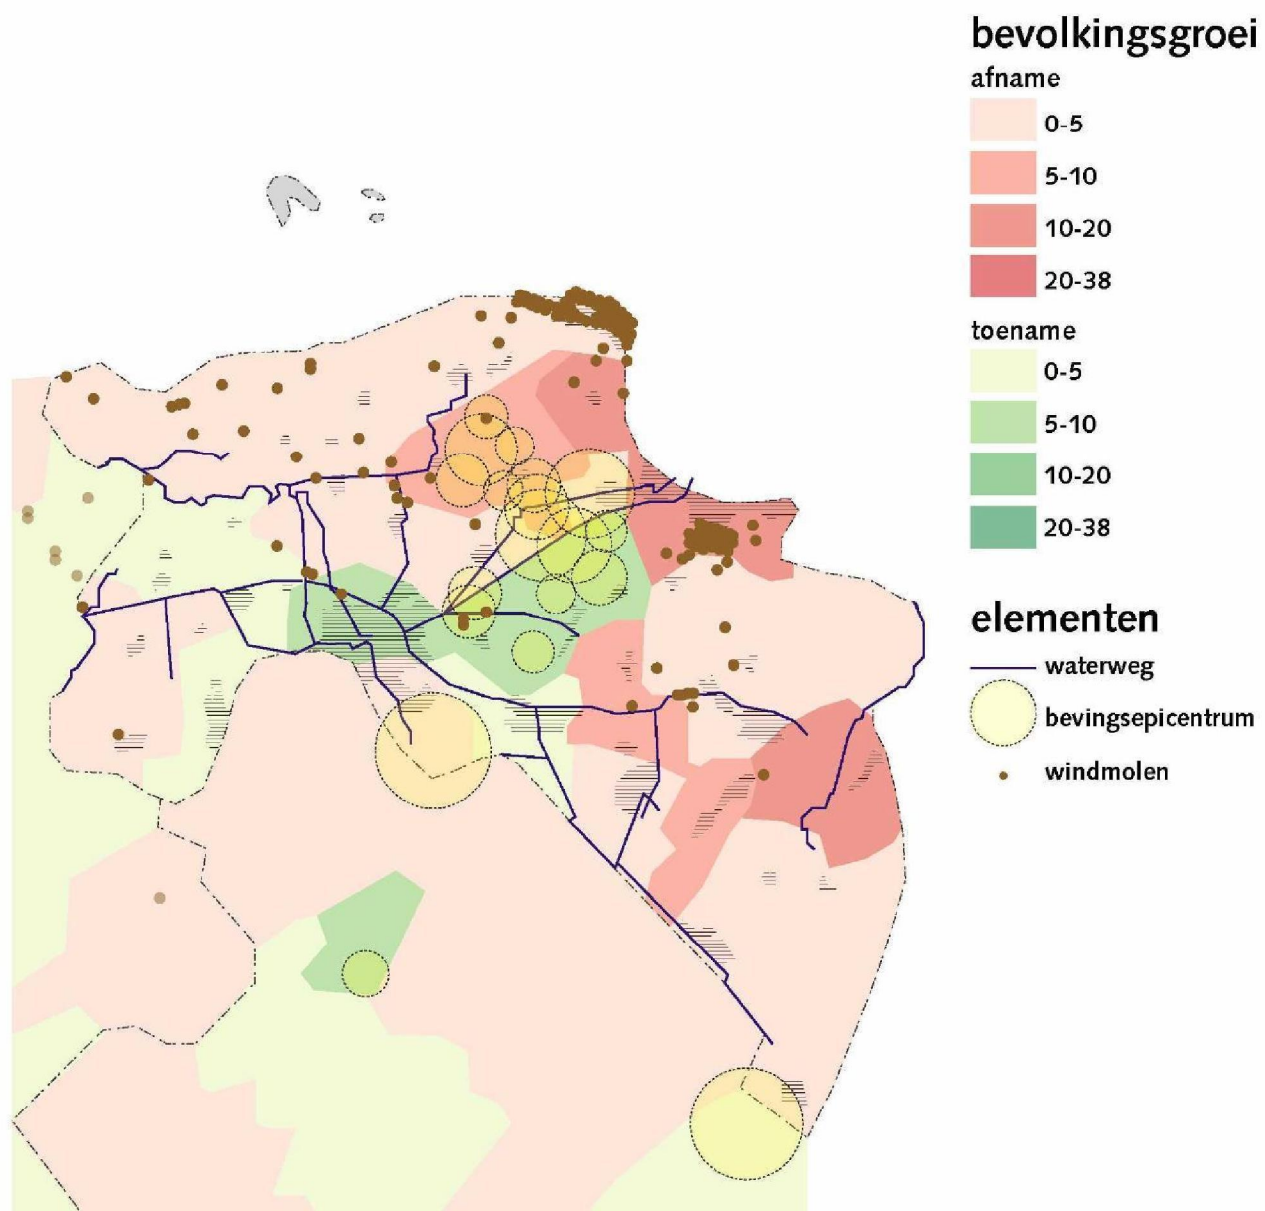 bevolkingsgroei
afname
0-5
5-10
10-20
20-38
toename
0-5
5-10
10-20
20-38
elementen
waterweg
bevingsepicentrum
windmolen